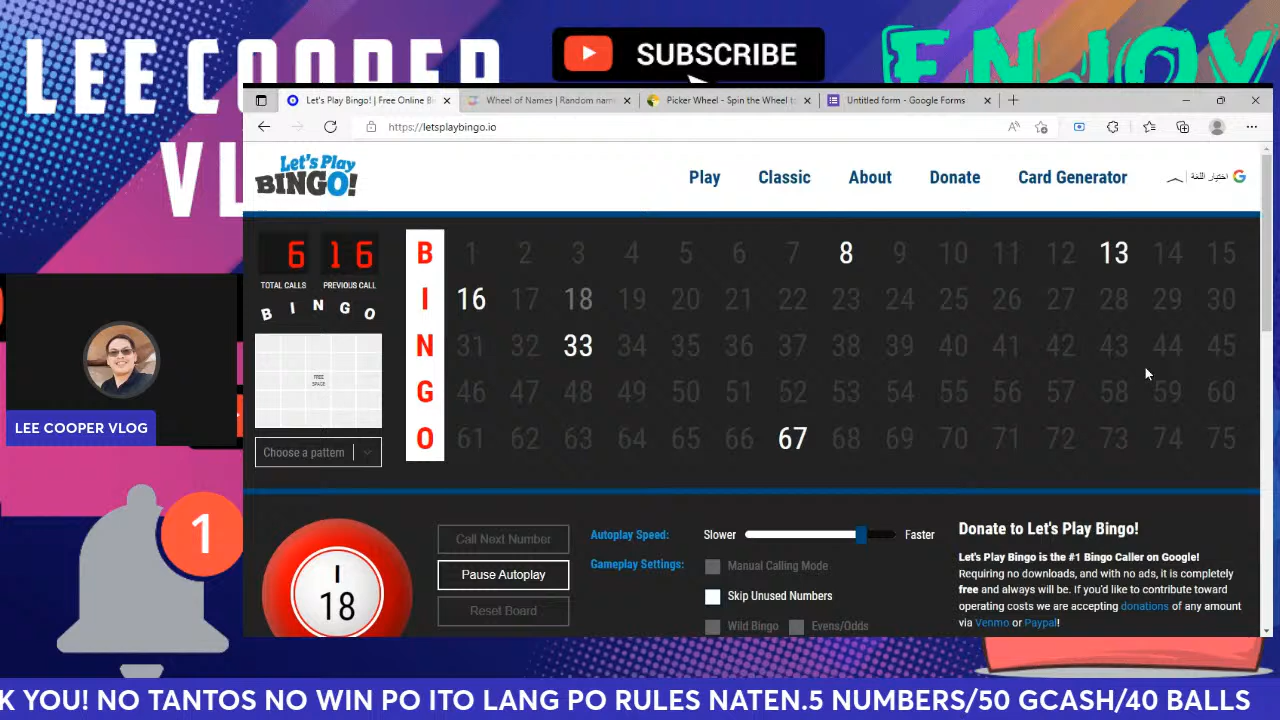 LEE COOPER
SUBSCRIBE
ENJOY
Let's Play Bingo! | Free Online Bi
Wheel of Names | Random nam
Picker Wheel - Spin the Wheel to
Untitled form - Google Forms
https://letsplaybingo.io
Let's Play
BINGO!
Play
Classic
About
Donate
Card Generator
اختيار اللغة
6
16
TOTAL CALLS
PREVIOUS CALL
B I N G O
FREE
SPACE
Choose a pattern
B 1 2 3 4 5 6 7 8 9 10 11 12 13 14 15
I 16 17 18 19 20 21 22 23 24 25 26 27 28 29 30
N 31 32 33 34 35 36 37 38 39 40 41 42 43 44 45
G 46 47 48 49 50 51 52 53 54 55 56 57 58 59 60
O 61 62 63 64 65 66 67 68 69 70 71 72 73 74 75
LEE COOPER VLOG
1
I
18
Call Next Number
Pause Autoplay
Reset Board
Autoplay Speed:
Slower
Faster
Gameplay Settings:
Manual Calling Mode
Skip Unused Numbers
Wild Bingo
Evens/Odds
Donate to Let's Play Bingo!
Let's Play Bingo is the #1 Bingo Caller on Google!
Requiring no downloads, and with no ads, it is completely
free and always will be. If you'd like to contribute toward
operating costs we are accepting donations of any amount
via Venmo or Paypal!
K YOU! NO TANTOS NO WIN PO ITO LANG PO RULES NATEN.5 NUMBERS/50 GCASH/40 BALLS